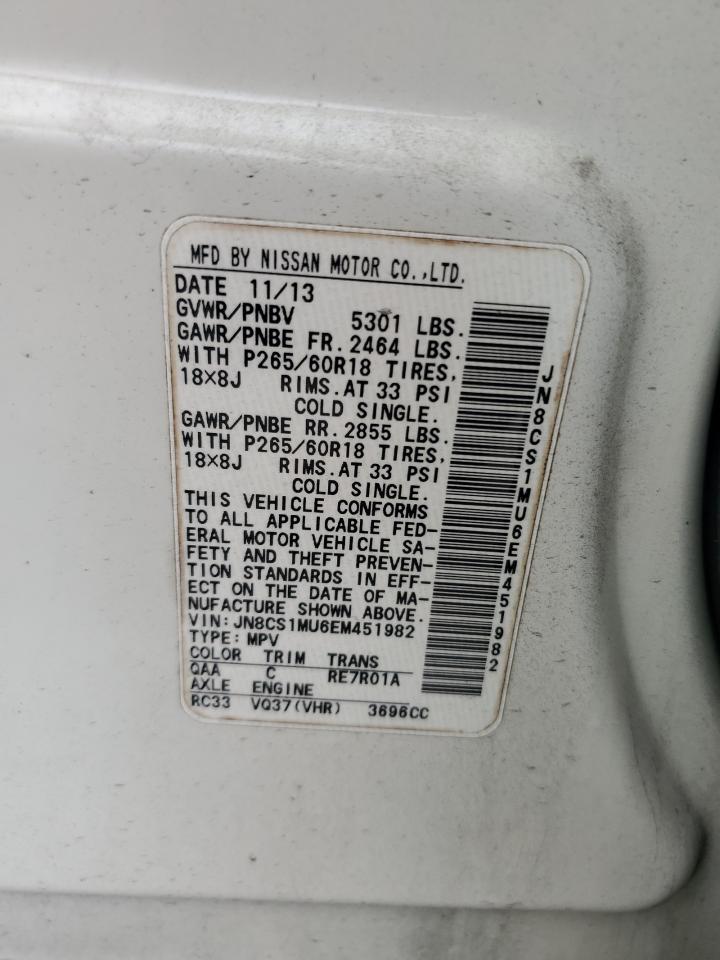 MFD BY NISSAN MOTOR CO.,LTD.
DATE 11/13
GVWR/PNBV 5301 LBS.
GAWR/PNBE FR.2464 LBS.
WITH P265/60R18 TIRES,
18×8J RIMS.AT 33 PSI
COLD SINGLE.
GAWR/PNBE RR.2855 LBS.
WITH P265/60R18 TIRES,
18×8J RIMS.AT 33 PSI
COLD SINGLE.
THIS VEHICLE CONFORMS
TO ALL APPLICABLE FED-
ERAL MOTOR VEHICLE SA-
FETY AND THEFT PREVEN-
TION STANDARDS IN EFF-
ECT ON THE DATE OF MA-
NUFACTURE SHOWN ABOVE.
VIN:JN8CS1MU6EM451982
TYPE:MPV
COLOR TRIM TRANS
QAA C RE7R01A
AXLE ENGINE
RC33 VQ37(VHR) 3696CC
JN8CS1MU6EM451982